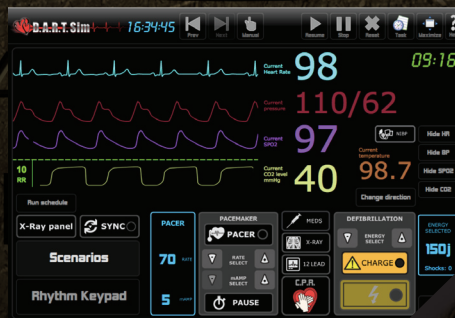 D.A.R.T. Sim 16:34:45
Prev Next Manual Resume Stop Reset Task Maximize
Current Heart Rate 98 09:16
Current pressure 110/62
Current SPO2 97 NIBP Hide HR
Hide BP
Current temperature 98.7 Hide SPO2
10 RR Current CO2 level mmHg 40 Hide CO2
Change direction
Run schedule
X-Ray panel SYNC
Scenarios
Rhythm Keypad
PACER
70 RATE
5 mAMP
PACEMAKER
PACER
RATE SELECT
mAMP SELECT
PAUSE
MEDS
X-RAY
12 LEAD
C.P.R.
DEFIBRILLATION
ENERGY SELECT
CHARGE
ENERGY SELECTED
150j
Shocks: 0